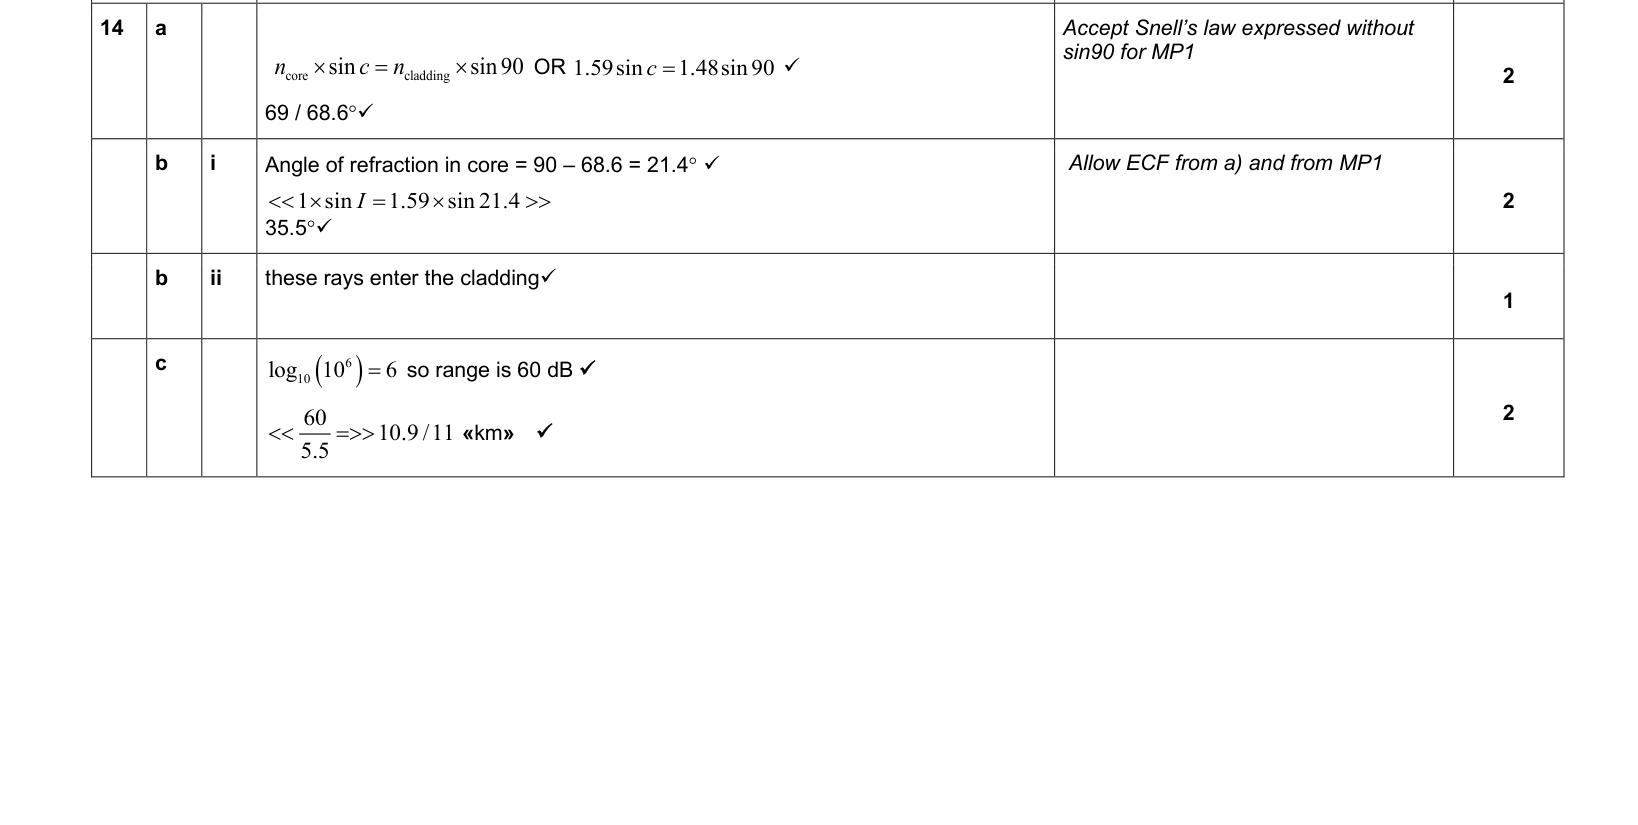 14 a Accept Snell's law expressed without
sin90 for MP1
n_core × sin c = n_cladding × sin 90 OR 1.59 sin c = 1.48 sin 90 ✓
2
69 / 68.6° ✓
b i Angle of refraction in core = 90 – 68.6 = 21.4° ✓ Allow ECF from a) and from MP1
<<1 × sin I = 1.59 × sin 21.4 >> 2
35.5° ✓
b ii these rays enter the cladding ✓
1
c
log₁₀(10⁶) = 6 so range is 60 dB ✓
2
<< 60/5.5 =>> 10.9 / 11 «km» ✓